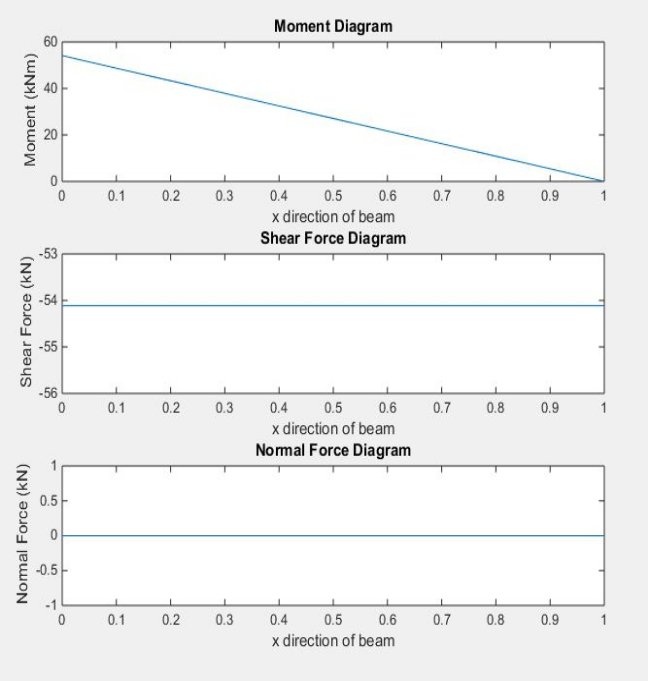 Moment Diagram
Moment (kNm)
60
40
20
0
0 0.1 0.2 0.3 0.4 0.5 0.6 0.7 0.8 0.9 1
x direction of beam
Shear Force Diagram
Shear Force (kN)
-53
-54
-55
-56
0 0.1 0.2 0.3 0.4 0.5 0.6 0.7 0.8 0.9 1
x direction of beam
Normal Force Diagram
Normal Force (kN)
1
0.5
0
-0.5
-1
0 0.1 0.2 0.3 0.4 0.5 0.6 0.7 0.8 0.9 1
x direction of beam